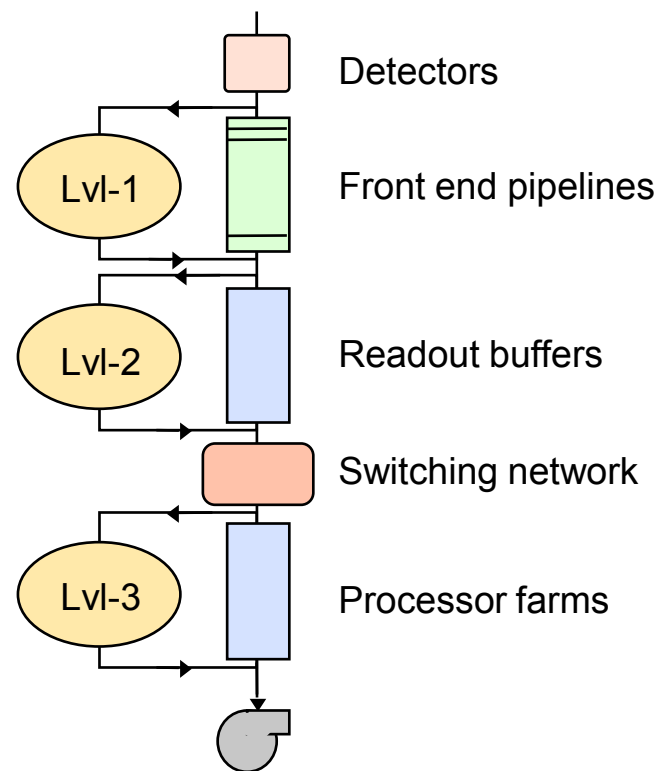 Detectors
Lvl-1
Front end pipelines
Lvl-2
Readout buffers
Switching network
Lvl-3
Processor farms